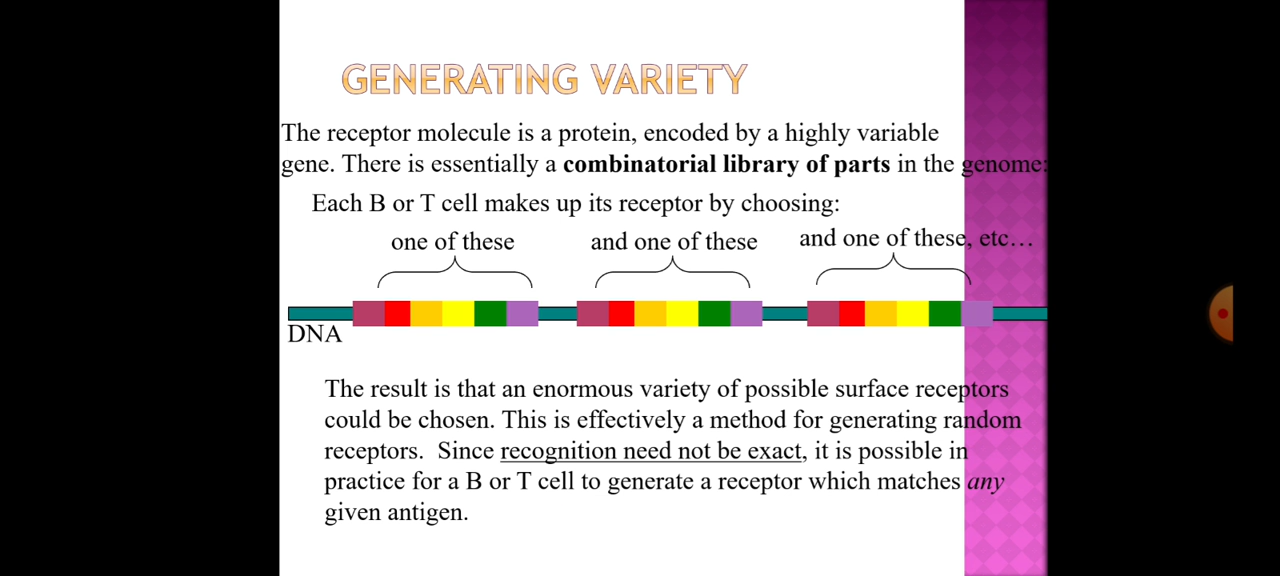 GENERATING VARIETY
The receptor molecule is a protein, encoded by a highly variable
gene. There is essentially a combinatorial library of parts in the genome:
Each B or T cell makes up its receptor by choosing:
one of these and one of these and one of these, etc…
DNA
The result is that an enormous variety of possible surface receptors
could be chosen. This is effectively a method for generating random
receptors.  Since recognition need not be exact, it is possible in
practice for a B or T cell to generate a receptor which matches any
given antigen.